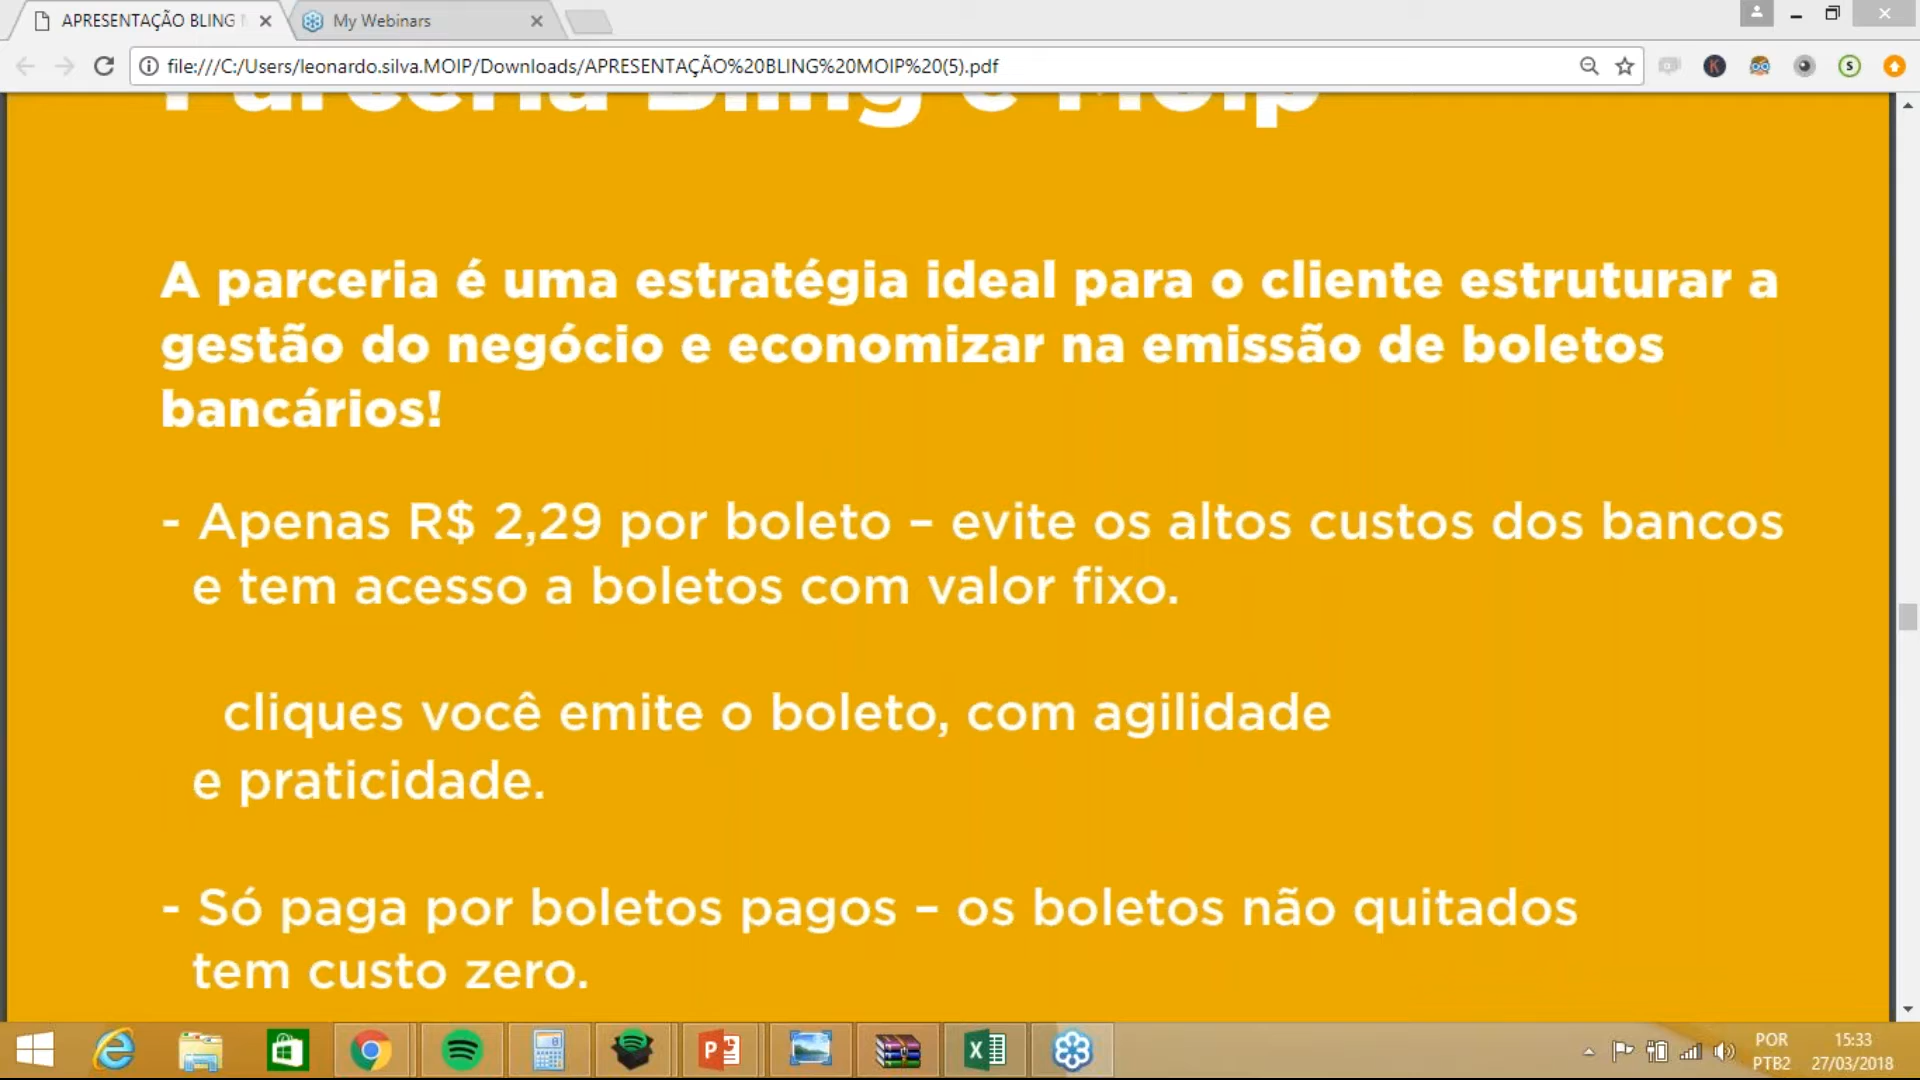 APRESENTAÇÃO BLING
My Webinars
file:///C:/Users/leonardo.silva.MOIP/Downloads/APRESENTAÇÃO%20BLING%20MOIP%20(5).pdf
Parceria Bling e Moip
A parceria é uma estratégia ideal para o cliente estruturar a
gestão do negócio e economizar na emissão de boletos
bancários!
- Apenas R$ 2,29 por boleto – evite os altos custos dos bancos
e tem acesso a boletos com valor fixo.
cliques você emite o boleto, com agilidade
e praticidade.
- Só paga por boletos pagos – os boletos não quitados
tem custo zero.
POR
PTB2
15:33
27/03/2018